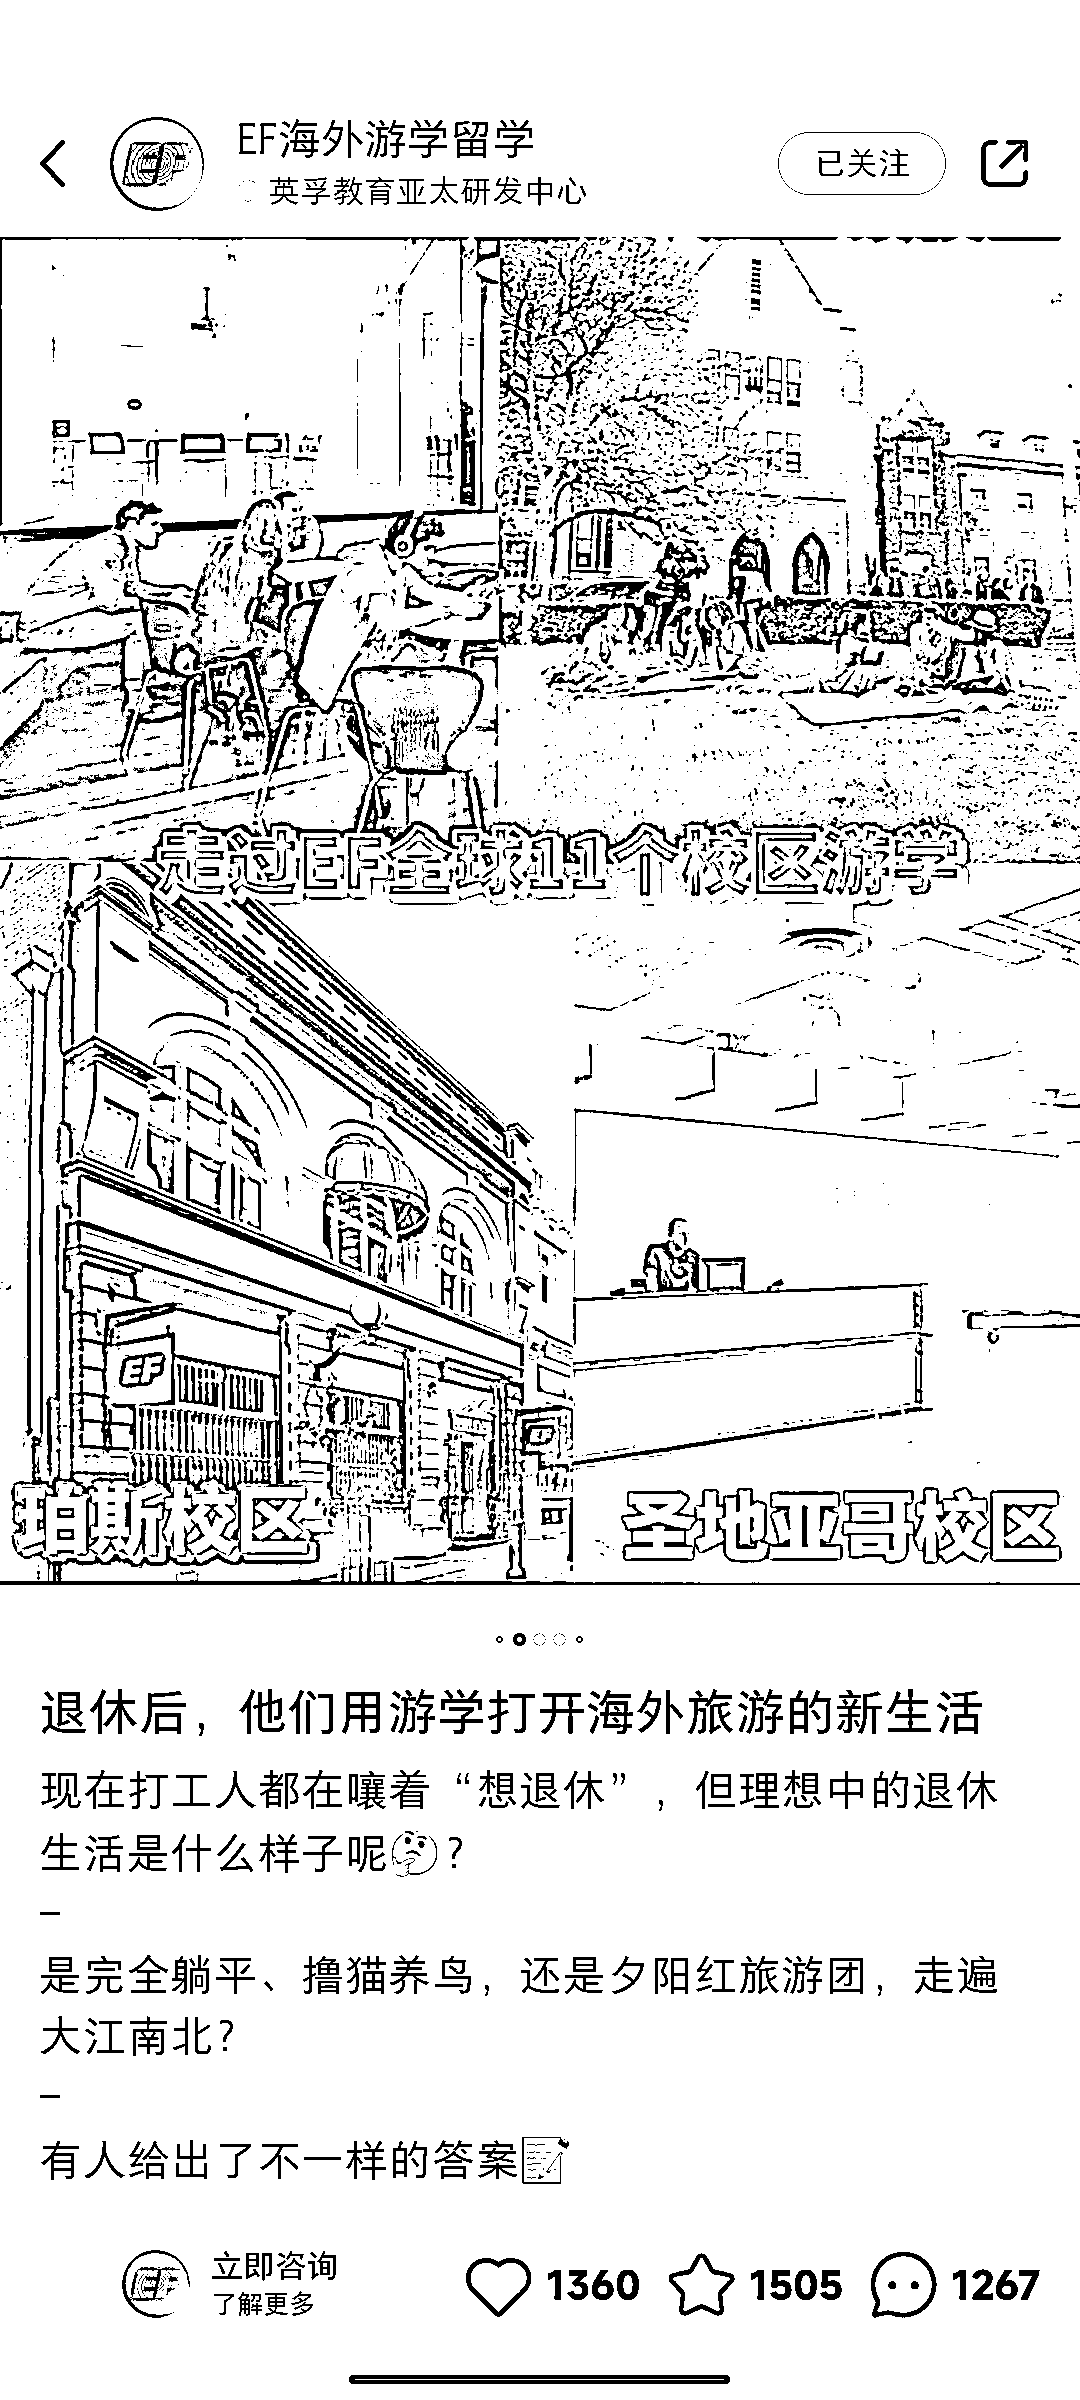 EF海外游学留学
已关注
英孚教育亚太研发中心
走过EF全球11个校区游学
EF
珀斯校区
圣地亚哥校区
退休后，他们用游学打开海外旅游的新生活
现在打工人都在嚷着“想退休”，但理想中的退休
生活是什么样子呢🤔？
–
是完全躺平、撸猫养鸟，还是夕阳红旅游团，走遍
大江南北？
–
有人给出了不一样的答案📝
EF
立即咨询
了解更多
1360
1505
1267